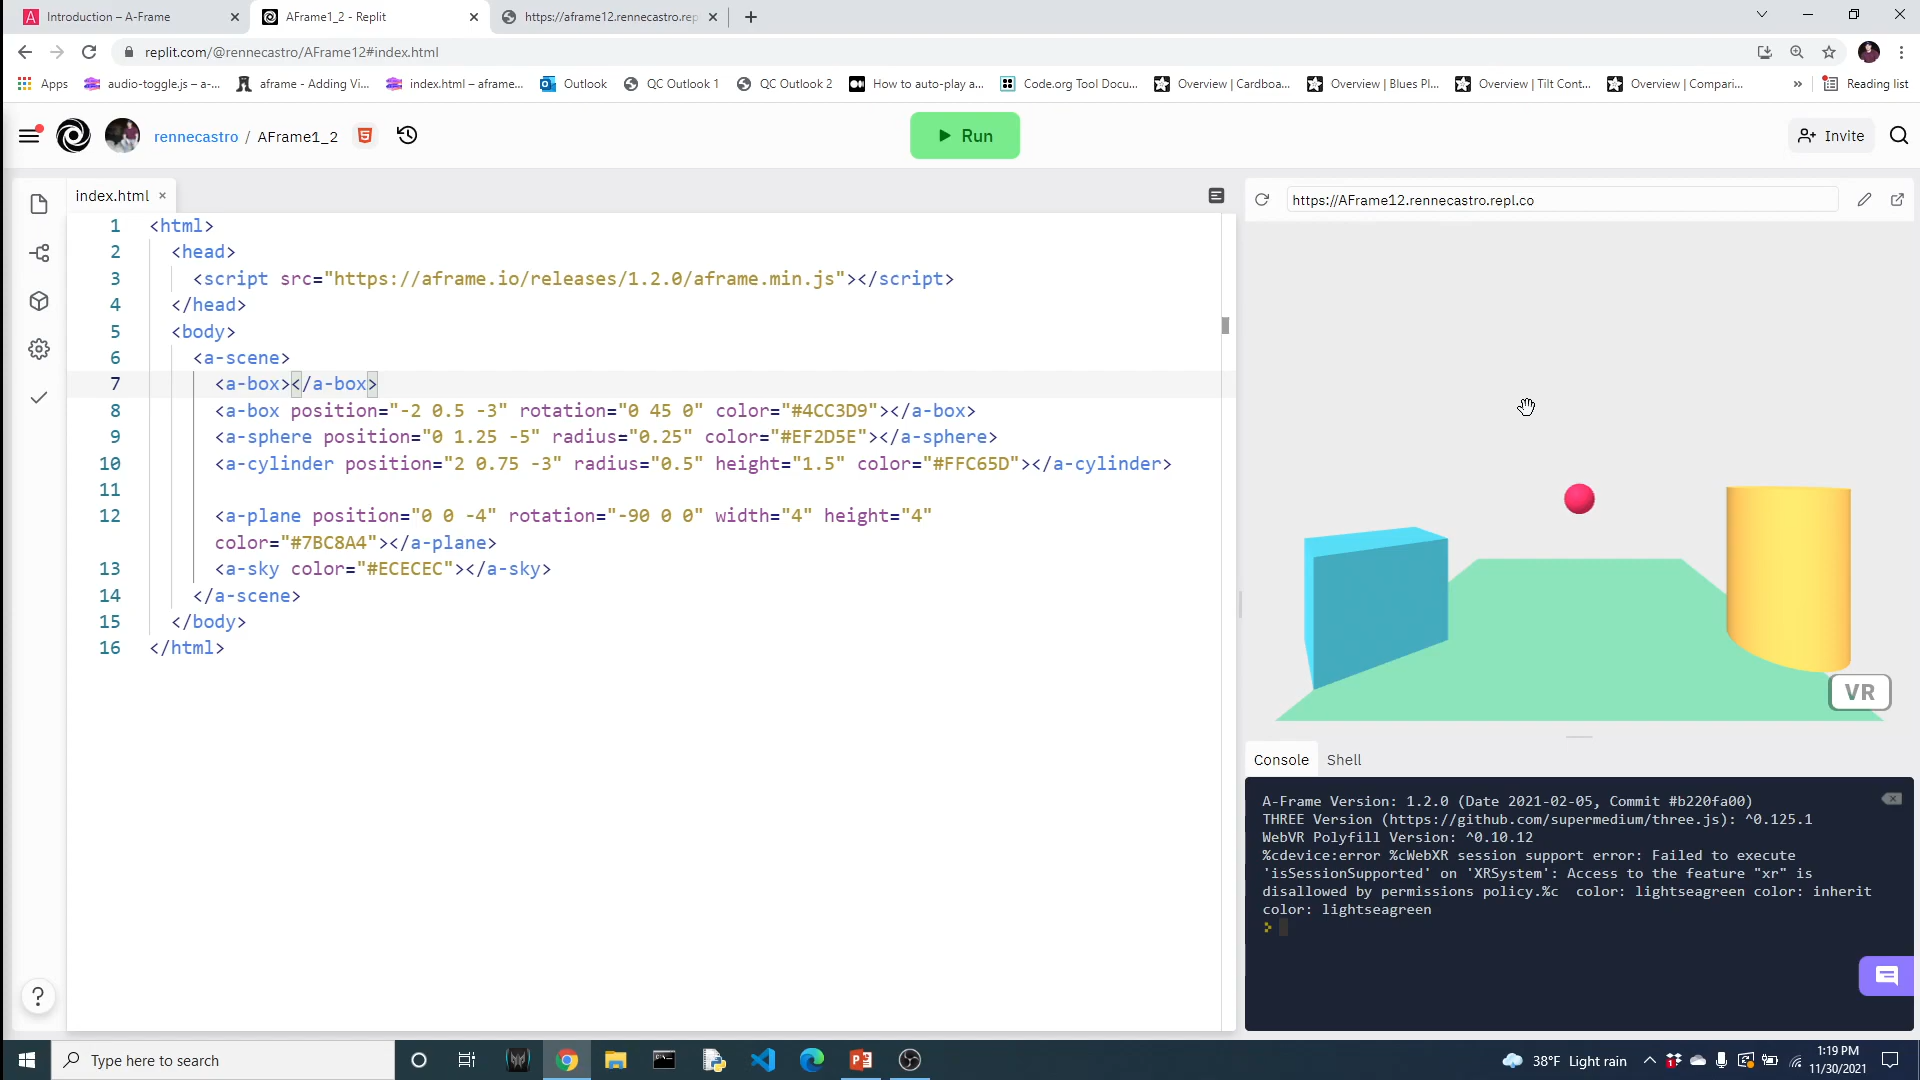 Introduction – A-Frame
AFrame1_2 - Replit
https://aframe12.rennecastro.rep
replit.com/@rennecastro/AFrame12#index.html
Apps
audio-toggle.js – a-...
aframe - Adding Vi...
index.html – aframe...
Outlook
QC Outlook 1
QC Outlook 2
How to auto-play a...
Code.org Tool Docu...
Overview | Cardboa...
Overview | Blues Pl...
Overview | Tilt Cont...
Overview | Compari...
»
Reading list
rennecastro / AFrame1_2
Run
Invite
index.html
https://AFrame12.rennecastro.repl.co
1 <html>
2 <head>
3 <script src="https://aframe.io/releases/1.2.0/aframe.min.js"></script>
4 </head>
5 <body>
6 <a-scene>
7 <a-box></a-box>
8 <a-box position="-2 0.5 -3" rotation="0 45 0" color="#4CC3D9"></a-box>
9 <a-sphere position="0 1.25 -5" radius="0.25" color="#EF2D5E"></a-sphere>
10 <a-cylinder position="2 0.75 -3" radius="0.5" height="1.5" color="#FFC65D"></a-cylinder>
11
12 <a-plane position="0 0 -4" rotation="-90 0 0" width="4" height="4"
color="#7BC8A4"></a-plane>
13 <a-sky color="#ECECEC"></a-sky>
14 </a-scene>
15 </body>
16 </html>
VR
Console
Shell
A-Frame Version: 1.2.0 (Date 2021-02-05, Commit #b220fa00)
THREE Version (https://github.com/supermedium/three.js): ^0.125.1
WebVR Polyfill Version: ^0.10.12
%cdevice:error %cWebXR session support error: Failed to execute
'isSessionSupported' on 'XRSystem': Access to the feature "xr" is
disallowed by permissions policy.%c color: lightseagreen color: inherit
color: lightseagreen
?
Type here to search
38°F Light rain
1:19 PM
11/30/2021